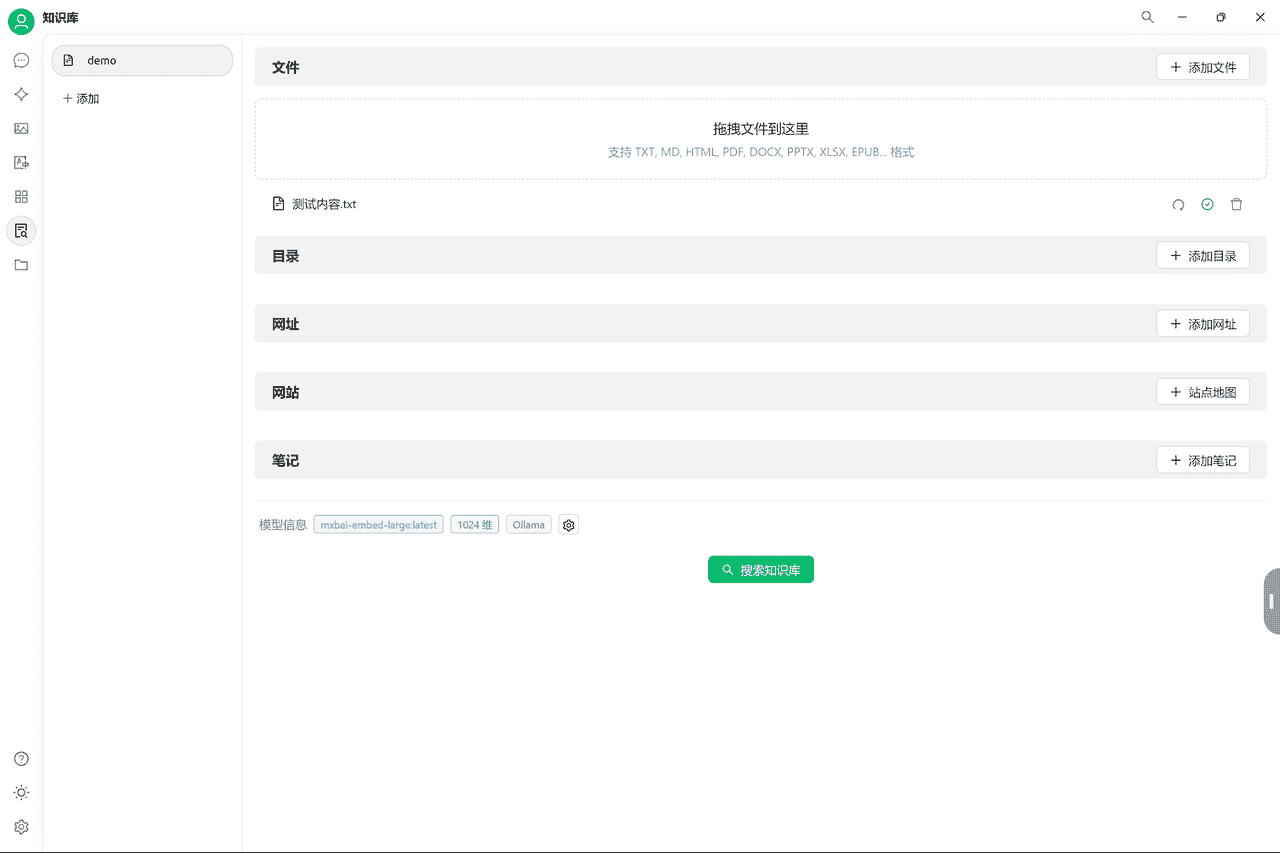 知识库
demo
添加
文件
添加文件
拖拽文件到这里
支持 TXT, MD, HTML, PDF, DOCX, PPTX, XLSX, EPUB... 格式
测试内容.txt
目录
添加目录
网址
添加网址
网站
站点地图
笔记
添加笔记
模型信息 mxbai-embed-large:latest 1024 维 Ollama
搜索知识库